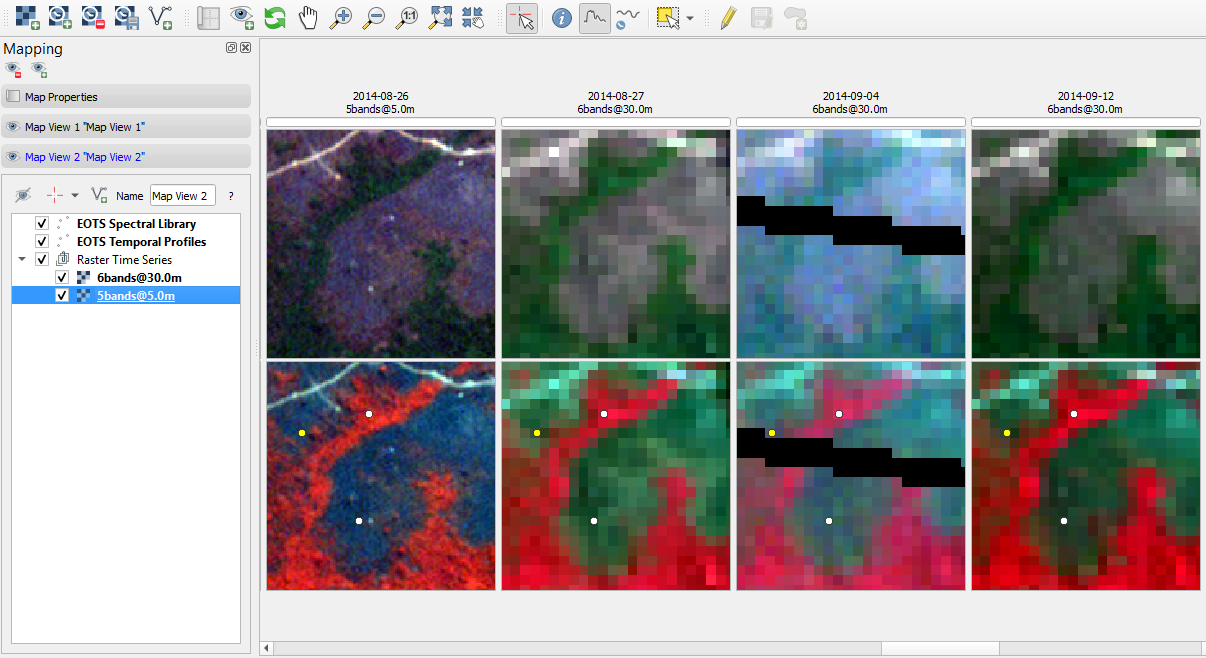 1:1
Mapping
Map Properties
Map View 1 "Map View 1"
Map View 2 "Map View 2"
Name Map View 2 ?
EOTS Spectral Library
EOTS Temporal Profiles
Raster Time Series
6bands@30.0m
5bands@5.0m
2014-08-26
5bands@5.0m
2014-08-27
6bands@30.0m
2014-09-04
6bands@30.0m
2014-09-12
6bands@30.0m